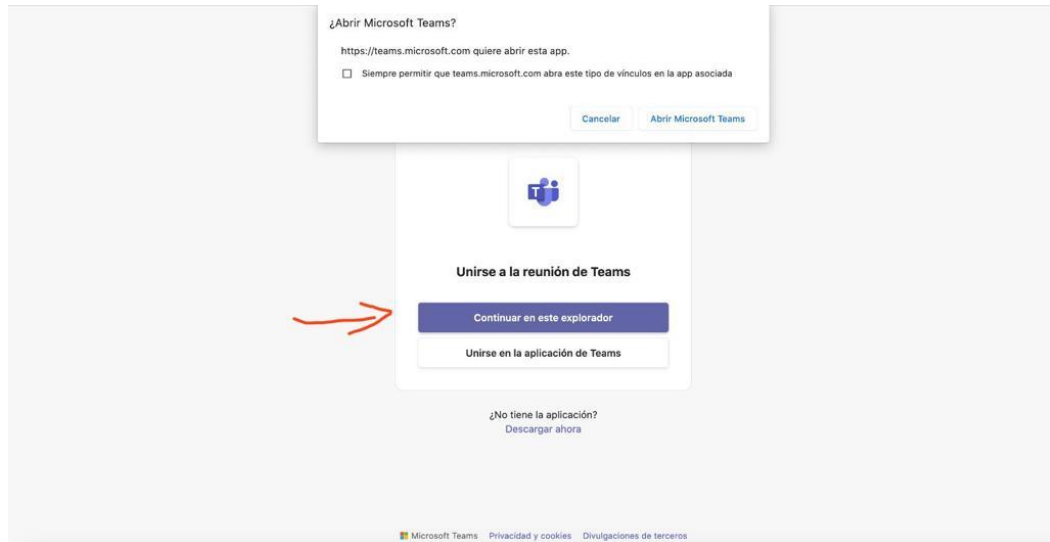 ¿Abrir Microsoft Teams?
https://teams.microsoft.com quiere abrir esta app.
Siempre permitir que teams.microsoft.com abra este tipo de vínculos en la app asociada
Cancelar Abrir Microsoft Teams
T
Unirse a la reunión de Teams
Continuar en este explorador
Unirse en la aplicación de Teams
¿No tiene la aplicación?
Descargar ahora
Microsoft Teams Privacidad y cookies Divulgaciones de terceros